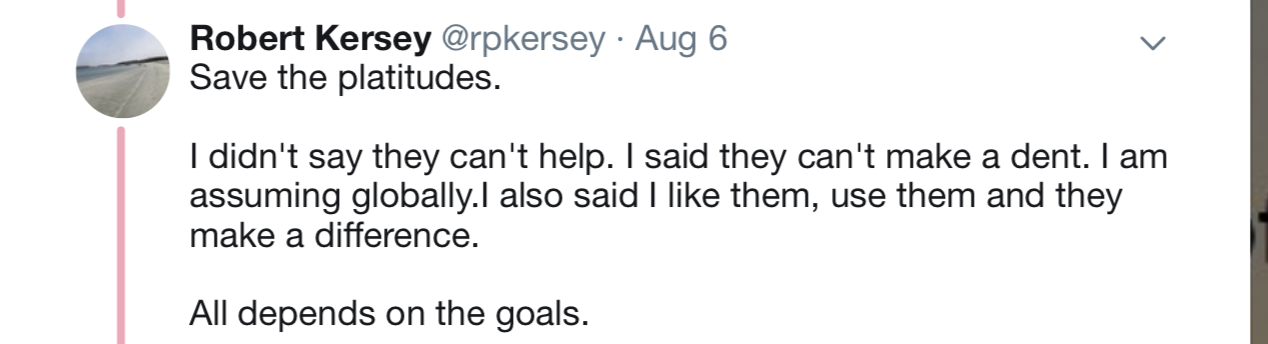 Robert Kersey @rpkersey · Aug 6
Save the platitudes.
I didn't say they can't help. I said they can't make a dent. I am
assuming globally.I also said I like them, use them and they
make a difference.
All depends on the goals.